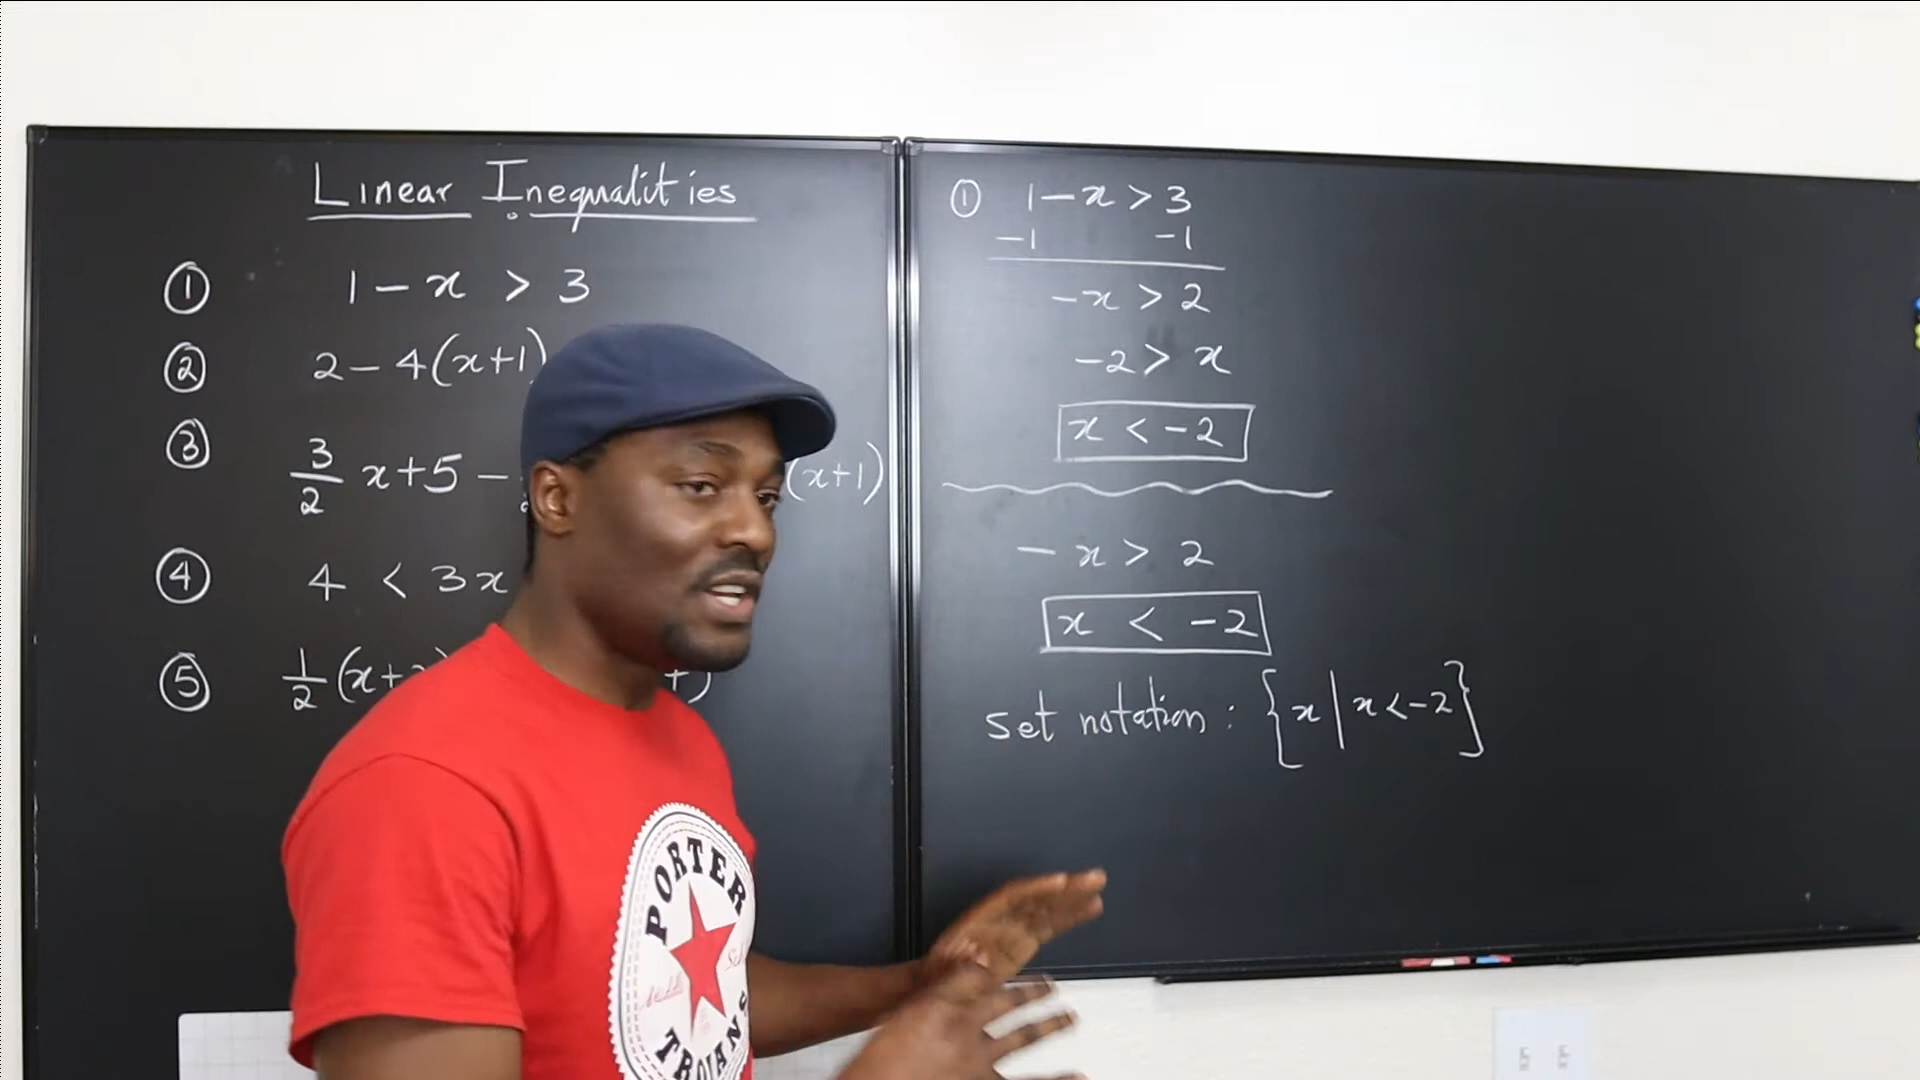 Linear Inequalities
① 1 - x > 3
② 2 - 4(x+1)
③ 3/2 x + 5 - (x+1)
④ 4 < 3x
⑤ 1/2 (x+
① 1 - x > 3
-1 -1
-x > 2
-2 > x
x < -2
- x > 2
x < -2
set notation : {x | x < -2}
PORTER
Middle
TROJANS